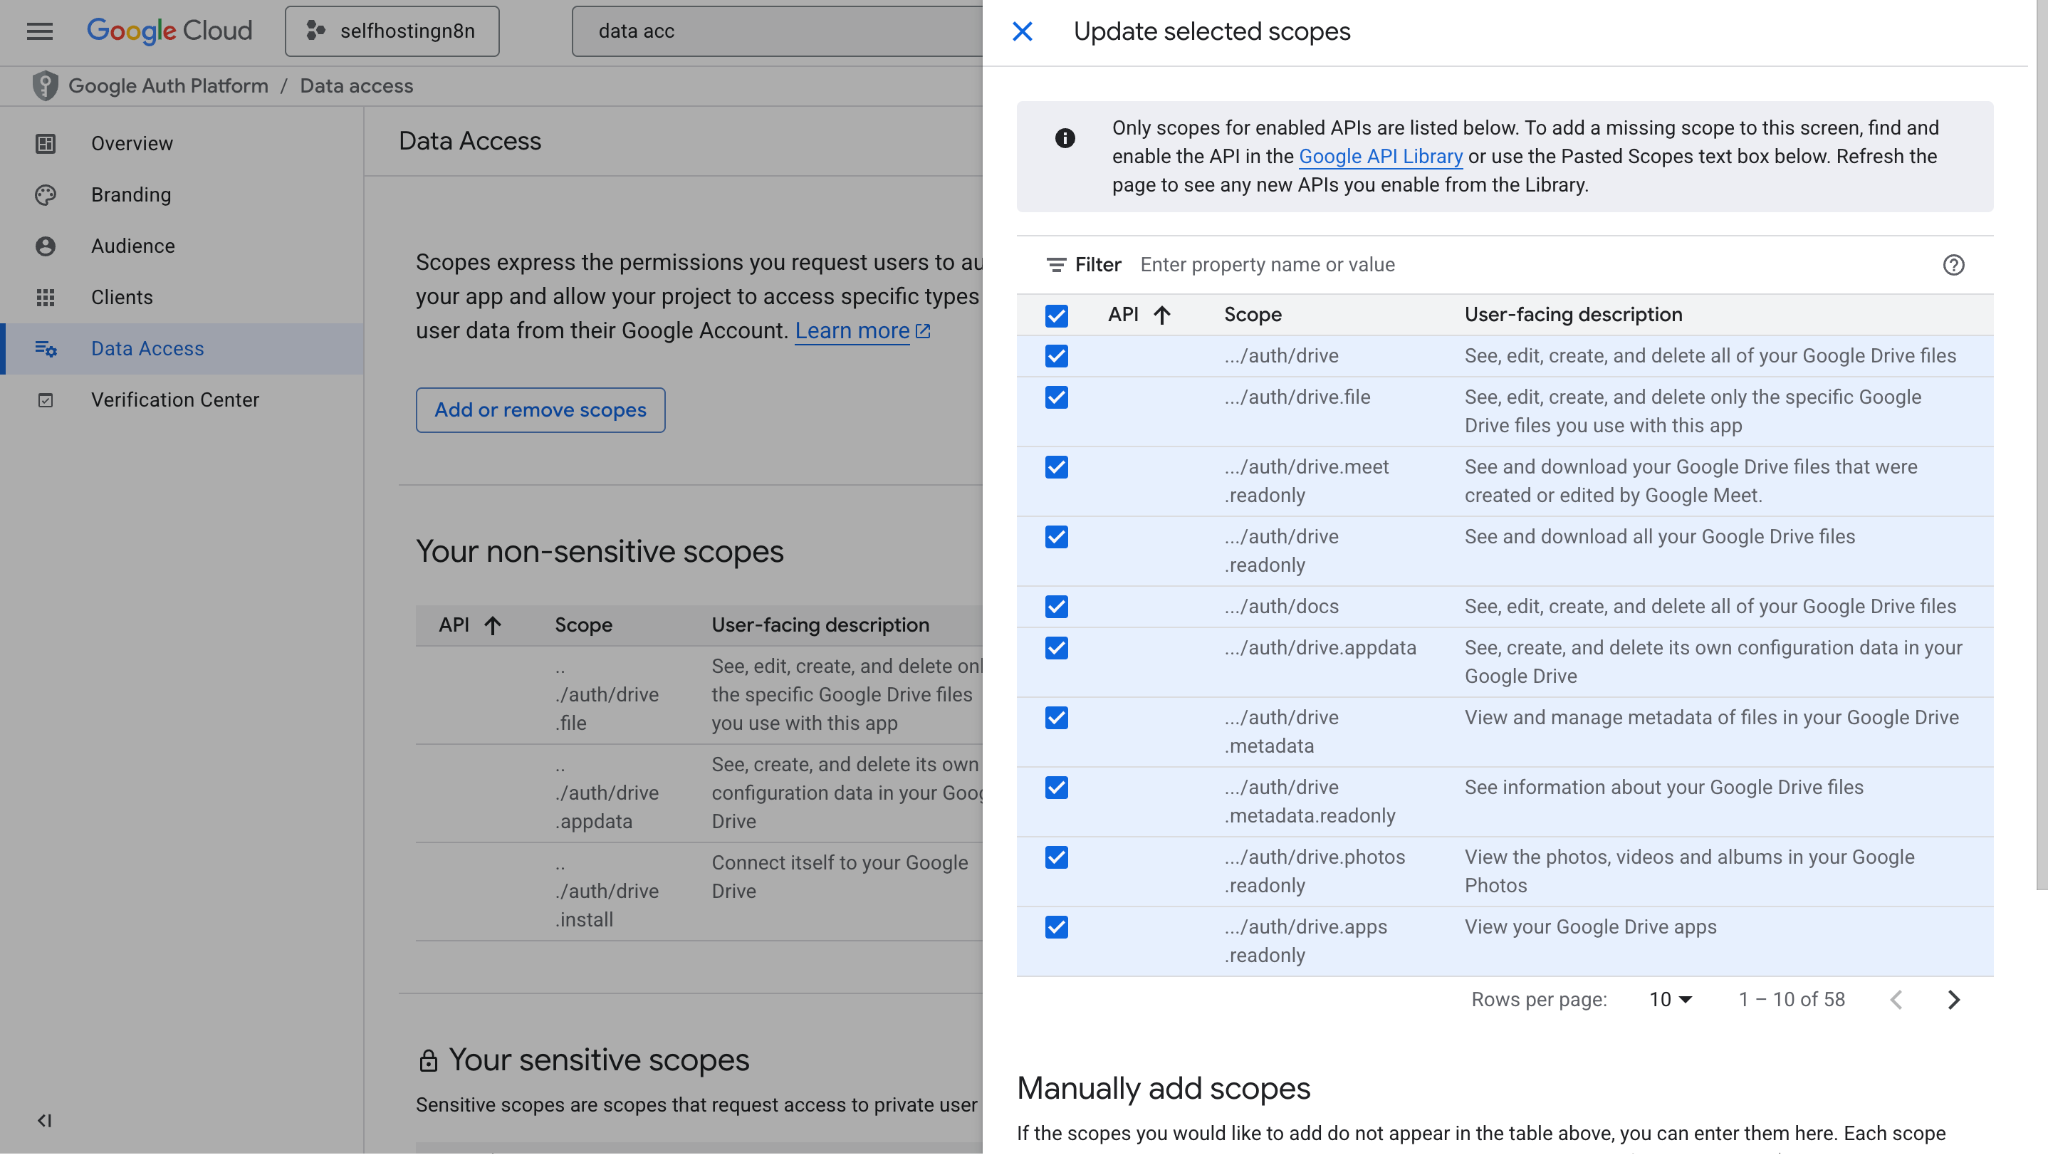 Google Cloud
selfhostingn8n
data acc
Google Auth Platform / Data access
Overview
Branding
Audience
Clients
Data Access
Verification Center
Data Access
Scopes express the permissions you request users to au
your app and allow your project to access specific types
user data from their Google Account. Learn more
Add or remove scopes
Your non-sensitive scopes
API Scope User-facing description
..
./auth/drive
.file
See, edit, create, and delete onl
the specific Google Drive files
you use with this app
..
./auth/drive
.appdata
See, create, and delete its own
configuration data in your Goog
Drive
..
./auth/drive
.install
Connect itself to your Google
Drive
Your sensitive scopes
Sensitive scopes are scopes that request access to private user
Update selected scopes
Only scopes for enabled APIs are listed below. To add a missing scope to this screen, find and
enable the API in the Google API Library or use the Pasted Scopes text box below. Refresh the
page to see any new APIs you enable from the Library.
Filter Enter property name or value
API Scope User-facing description
.../auth/drive
See, edit, create, and delete all of your Google Drive files
.../auth/drive.file
See, edit, create, and delete only the specific Google
Drive files you use with this app
.../auth/drive.meet
.readonly
See and download your Google Drive files that were
created or edited by Google Meet.
.../auth/drive
.readonly
See and download all your Google Drive files
.../auth/docs
See, edit, create, and delete all of your Google Drive files
.../auth/drive.appdata
See, create, and delete its own configuration data in your
Google Drive
.../auth/drive
.metadata
View and manage metadata of files in your Google Drive
.../auth/drive
.metadata.readonly
See information about your Google Drive files
.../auth/drive.photos
.readonly
View the photos, videos and albums in your Google
Photos
.../auth/drive.apps
.readonly
View your Google Drive apps
Rows per page: 10 1 – 10 of 58
Manually add scopes
If the scopes you would like to add do not appear in the table above, you can enter them here. Each scope